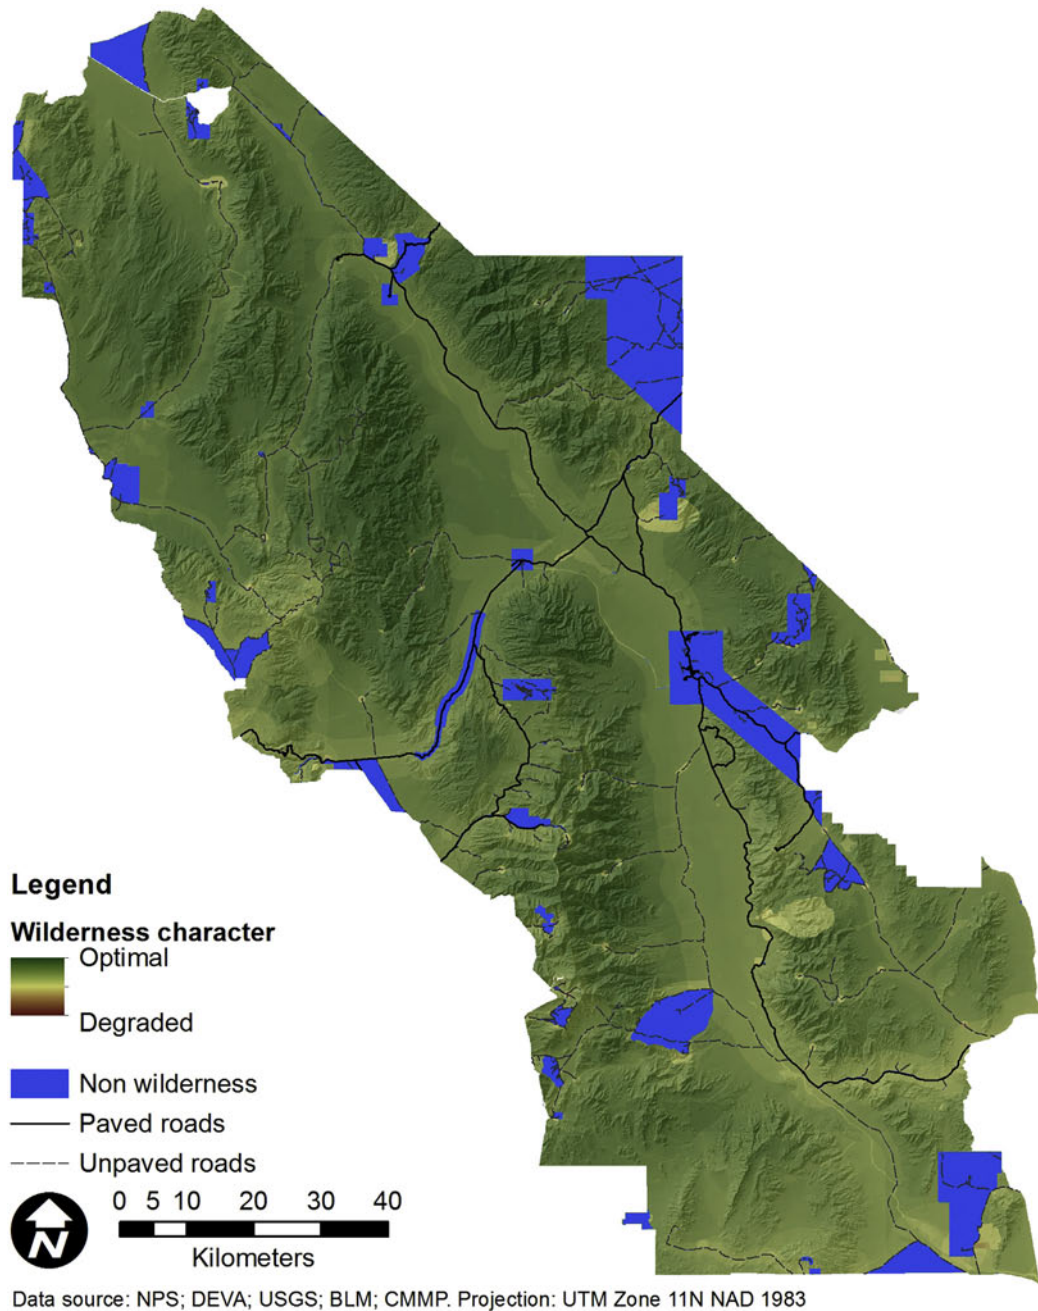 Legend
Wilderness character
Optimal
Degraded
Non wilderness
Paved roads
Unpaved roads
N
0 5 10 20 30 40
Kilometers
Data source: NPS; DEVA; USGS; BLM; CMMP. Projection: UTM Zone 11N NAD 1983